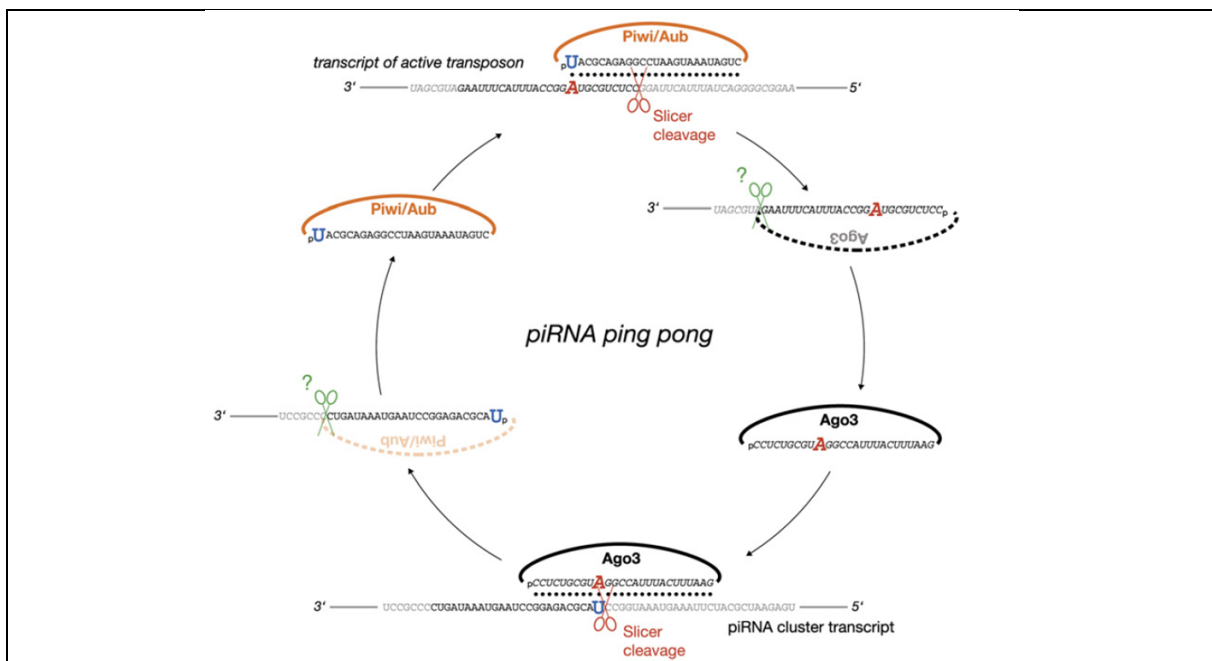 Piwi/Aub
pUACGCAGAGGCCUAAGUAAAUAGUC
transcript of active transposon
3' UAGCGUAGAAUUUCAUUUACCGGAUGCGUCUCCGGAUUCAUUUAUCAGGGGCGGAA 5'
Slicer
cleavage
?
3' UAGCGUAGAAUUUCAUUUACCGGAUGCGUCUCCp
Ago3
Piwi/Aub
pUACGCAGAGGCCUAAGUAAAUAGUC
piRNA ping pong
?
3' UCCGCCCCUGAUAAAUGAAUCCGGAGACGCAUp
Piwi/Aub
Ago3
pCCUCUGCGUAGGCCAUUUACUUUAAG
Ago3
pCCUCUGCGUAGGCCAUUUACUUUAAG
3' UCCGCCCCUGAUAAAUGAAUCCGGAGACGCAUCCGGUAAAUGAAAUUCUACGCUAAGAGU 5'
Slicer
cleavage
piRNA cluster transcript